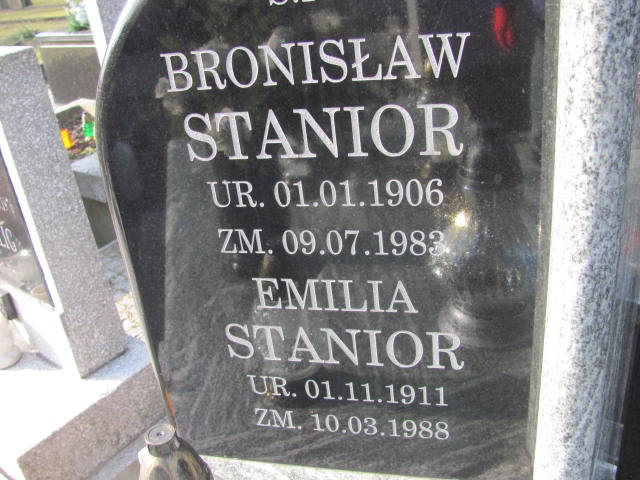 BRONISŁAW
STANIOR
UR. 01.01.1906
ZM. 09.07.1983
EMILIA
STANIOR
UR. 01.11.1911
ZM. 10.03.1988